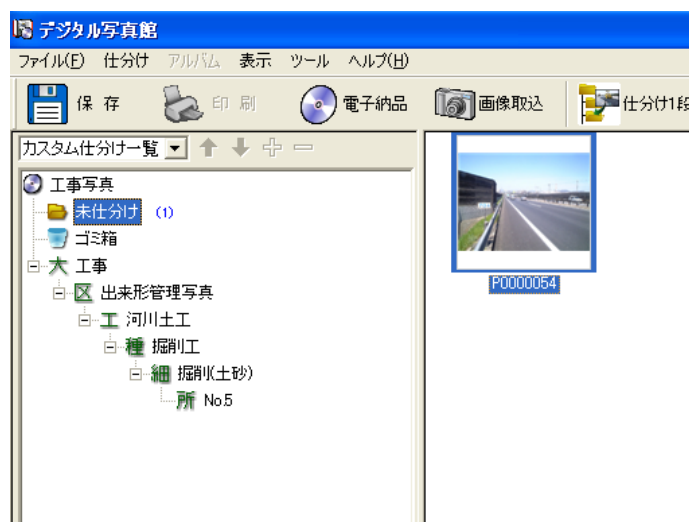 デジタル写真館
ファイル(F) 仕分け アルバム 表示 ツール ヘルプ(H)
保 存 印 刷 電子納品 画像取込 仕分け1段
カスタム仕分け一覧
工事写真
未仕分け (1)
ゴミ箱
大 工事
区 出来形管理写真
工 河川土工
種 掘削工
細 掘削(土砂)
所 No.5
P0000054